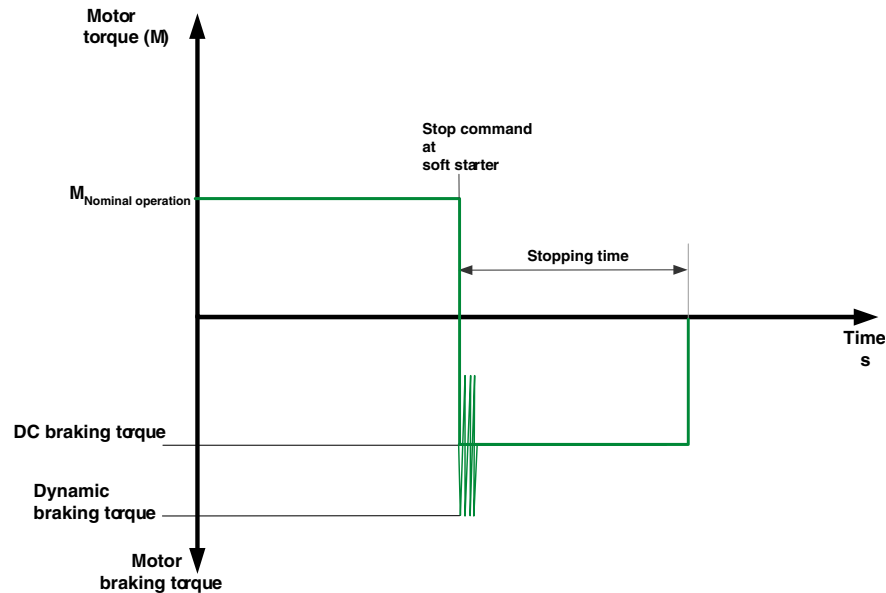 Motor
torque (M)
Stop command
at
soft starter
MNominal operation
Stopping time
Time
s
DC braking torque
Dynamic
braking torque
Motor
braking torque